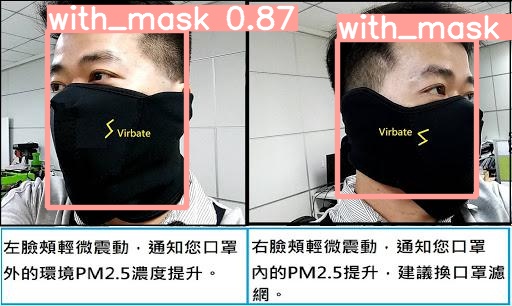 with_mask 0.87
with_mask
Virbate
Virbate
左臉頰輕微震動，通知您口罩
外的環境PM2.5濃度提升。
右臉頰輕微震動，通知您口罩
內的PM2.5提升，建議換口罩濾
網。